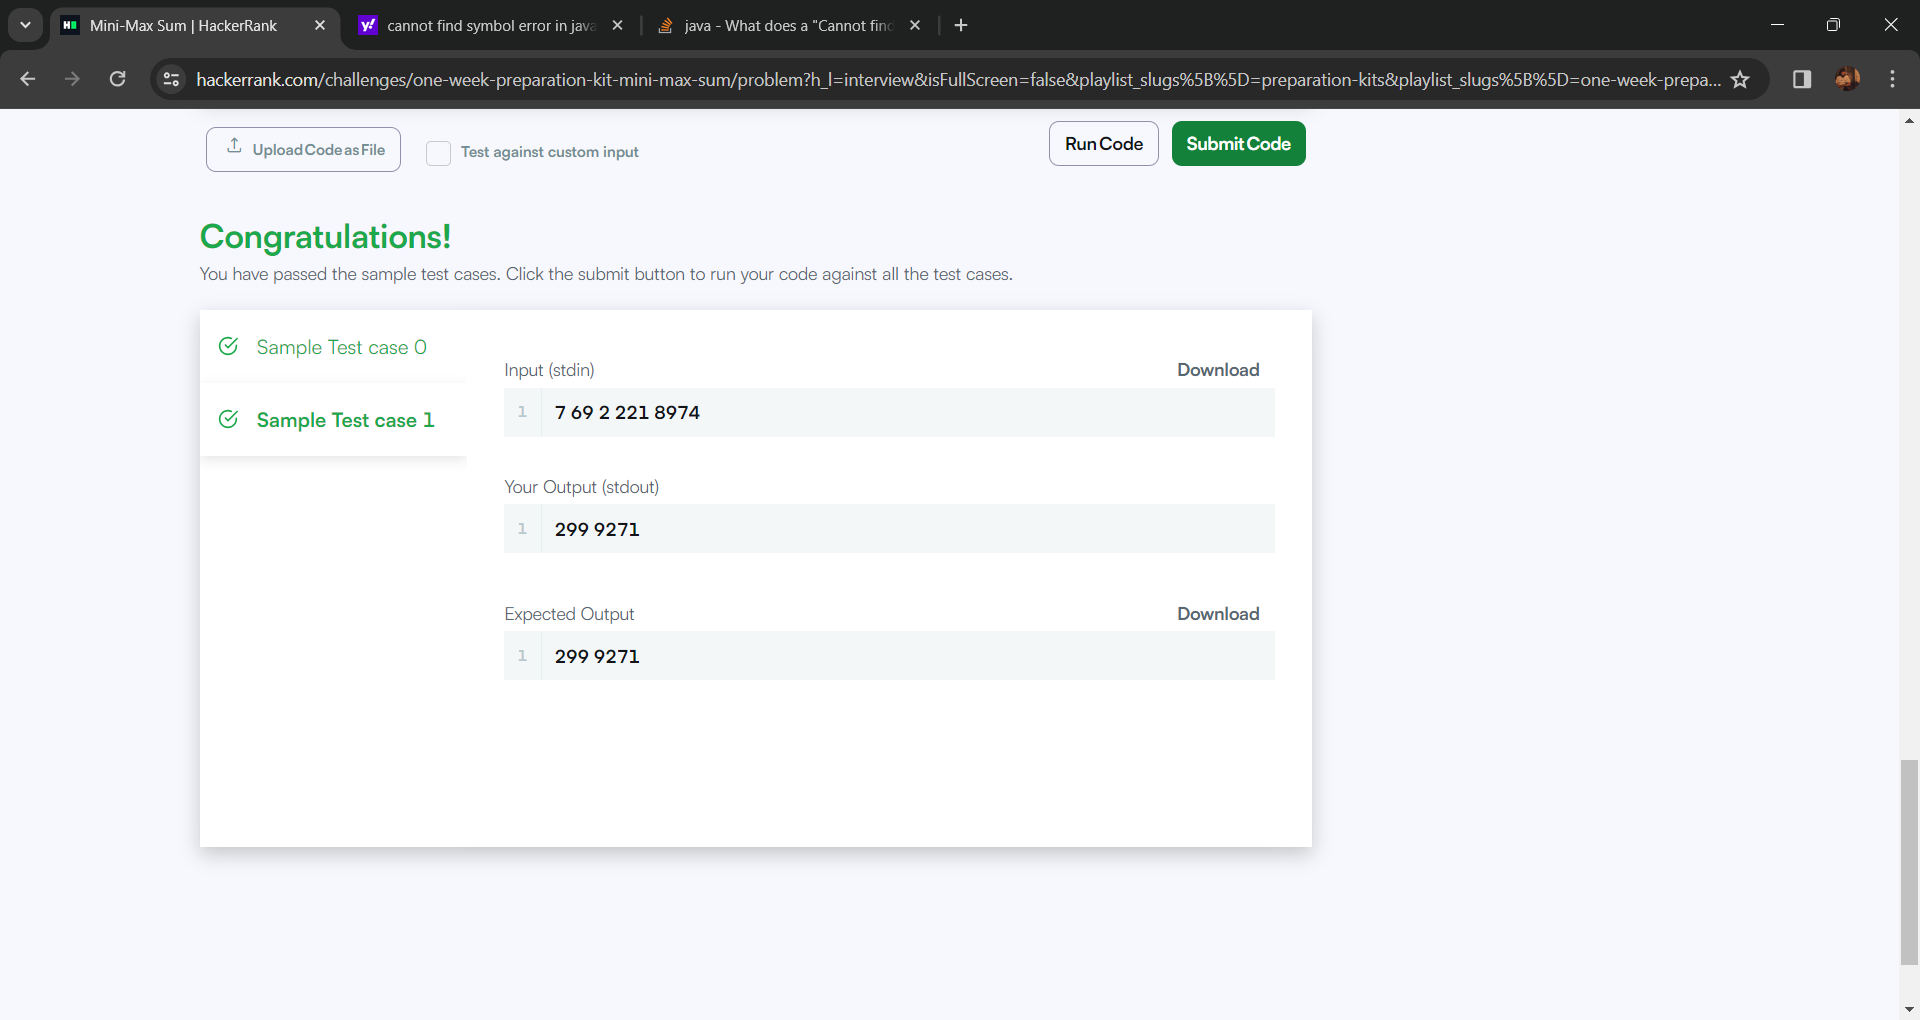 Mini-Max Sum | HackerRank
cannot find symbol error in java
java - What does a "Cannot find
hackerrank.com/challenges/one-week-preparation-kit-mini-max-sum/problem?h_l=interview&isFullScreen=false&playlist_slugs%5B%5D=preparation-kits&playlist_slugs%5B%5D=one-week-prepa...
Upload Code as File
Test against custom input
Run Code
Submit Code
Congratulations!
You have passed the sample test cases. Click the submit button to run your code against all the test cases.
Sample Test case 0
Sample Test case 1
Input (stdin)
Download
1 7 69 2 221 8974
Your Output (stdout)
1 299 9271
Expected Output
Download
1 299 9271